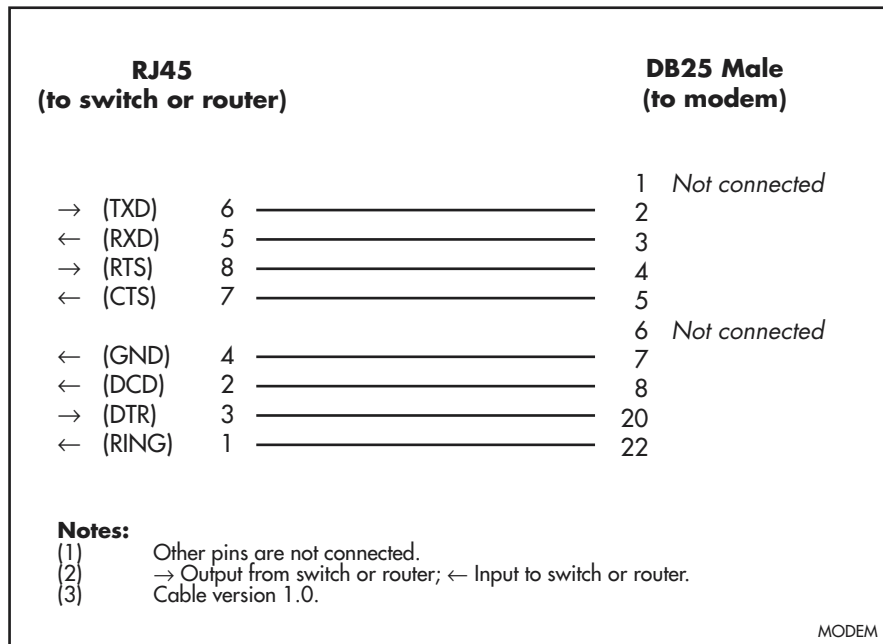 RJ45 DB25 Male
(to switch or router) (to modem)
1 Not connected
→ (TXD) 6 2
← (RXD) 5 3
→ (RTS) 8 4
← (CTS) 7 5
6 Not connected
← (GND) 4 7
← (DCD) 2 8
→ (DTR) 3 20
← (RING) 1 22
Notes:
(1) Other pins are not connected.
(2) → Output from switch or router; ← Input to switch or router.
(3) Cable version 1.0.
MODEM